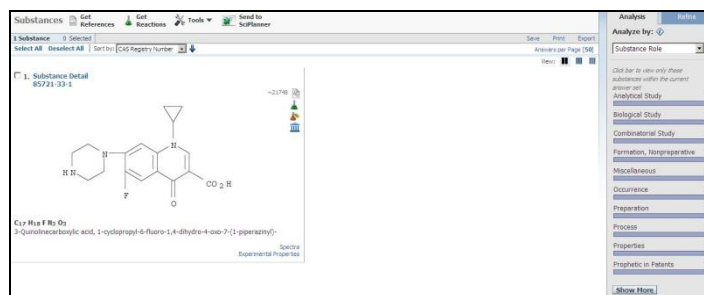 Substances Get References Get Reactions Tools Send to SciPlanner
1 Substance 0 Selected Save Print Export
Select All Deselect All Sort by: CAS Registry Number Answers per Page [50]
View:
1. Substance Detail
85721-33-1
~21748
N
N
HN
F
O
CO2H
C17 H18 F N3 O3
3-Quinolinecarboxylic acid, 1-cyclopropyl-6-fluoro-1,4-dihydro-4-oxo-7-(1-piperazinyl)-
Spectra
Experimental Properties
Analysis Refine
Analyze by:
Substance Role
Click bar to view only those
substances within the current
answer set
Analytical Study
Biological Study
Combinatorial Study
Formation, Nonpreparative
Miscellaneous
Occurrence
Preparation
Process
Properties
Prophetic in Patents
Show More